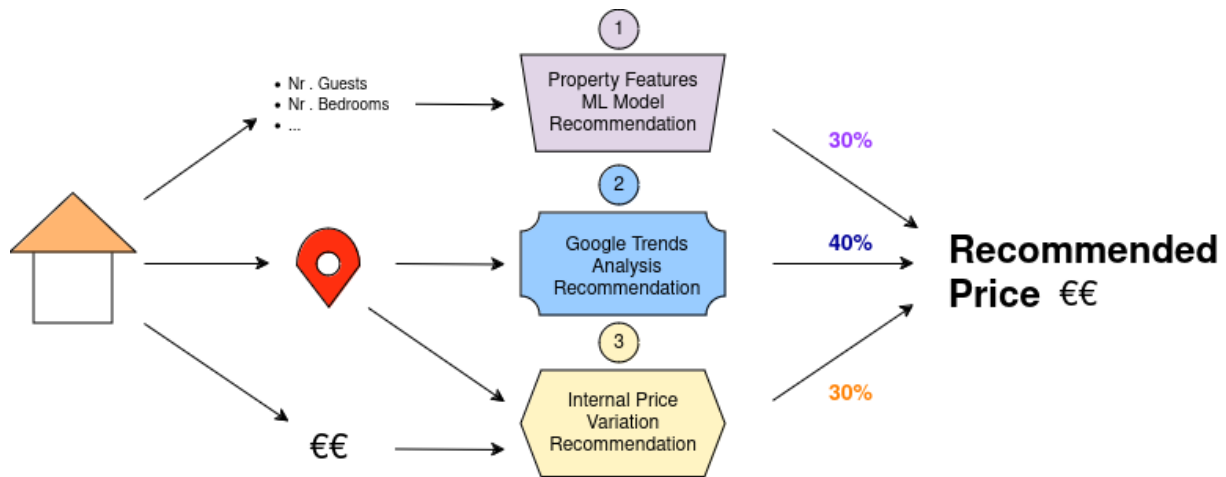 1
• Nr . Guests
• Nr . Bedrooms
• ...
Property Features
ML Model
Recommendation
30%
2
Google Trends
Analysis
Recommendation
40%
Recommended
Price €€
3
Internal Price
Variation
Recommendation
30%
€€